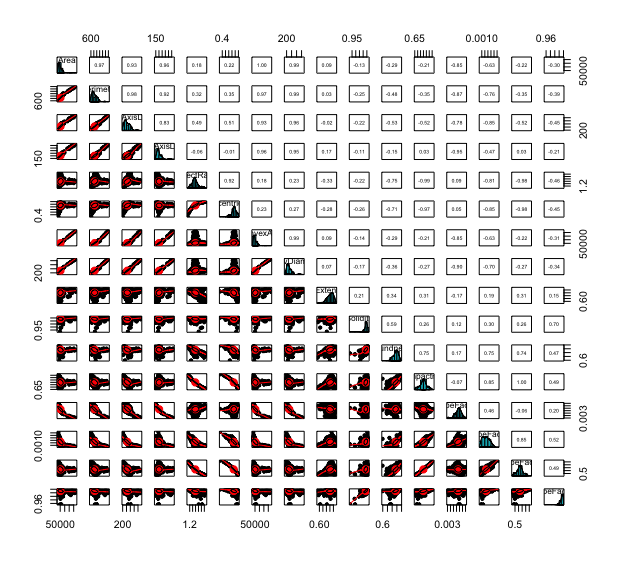 600 150 0.4 200 0.95 0.65 0.0010 0.96
Area 0.97 0.93 0.96 0.18 0.22 1.00 0.99 0.09 -0.13 -0.29 -0.21 -0.85 -0.63 -0.22 -0.30 50000
600 0.98 0.92 0.32 0.35 0.97 0.99 0.03 -0.25 -0.48 -0.35 -0.87 -0.76 -0.35 -0.39
AxisL 0.83 0.49 0.51 0.93 0.96 -0.02 -0.22 -0.53 -0.52 -0.78 -0.85 -0.52 -0.45 200
150 AxisL -0.06 -0.01 0.96 0.95 0.17 -0.11 -0.15 0.03 -0.95 -0.47 0.03 -0.21
ectRa 0.92 0.18 0.23 -0.33 -0.22 -0.75 -0.99 0.09 -0.81 -0.98 -0.46 1.2
0.4 centri 0.23 0.27 -0.28 -0.26 -0.71 -0.97 0.05 -0.85 -0.98 -0.45
vexA 0.99 0.09 -0.14 -0.29 -0.21 -0.85 -0.63 -0.22 -0.31 50000
200 Diam 0.07 -0.17 -0.36 -0.27 -0.90 -0.70 -0.27 -0.34
Exten 0.21 0.34 0.31 -0.17 0.19 0.31 0.15 0.60
0.95 olidi 0.59 0.26 0.12 0.30 0.26 0.70
undne 0.75 0.17 0.75 0.74 0.47 0.6
0.65 -0.07 0.85 1.00 0.49
peFac 0.46 -0.06 0.20 0.003
0.0010 peFac 0.85 0.52
peFa 0.49 0.5
0.96 peFa
50000 200 1.2 50000 0.60 0.6 0.003 0.5